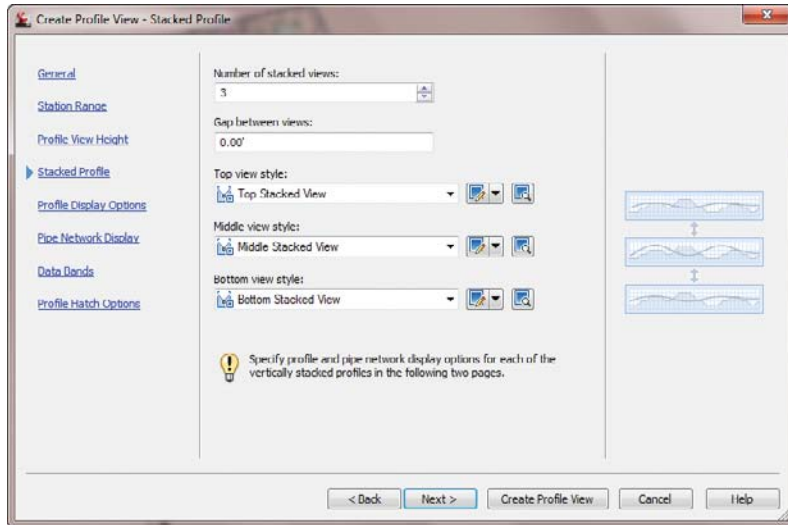 Create Profile View - Stacked Profile
General
Station Range
Profile View Height
Stacked Profile
Profile Display Options
Pipe Network Display
Data Bands
Profile Hatch Options
Number of stacked views:
3
Gap between views:
0.00'
Top view style:
Top Stacked View
Middle view style:
Middle Stacked View
Bottom view style:
Bottom Stacked View
Specify profile and pipe network display options for each of the
vertically stacked profiles in the following two pages.
< Back Next > Create Profile View Cancel Help